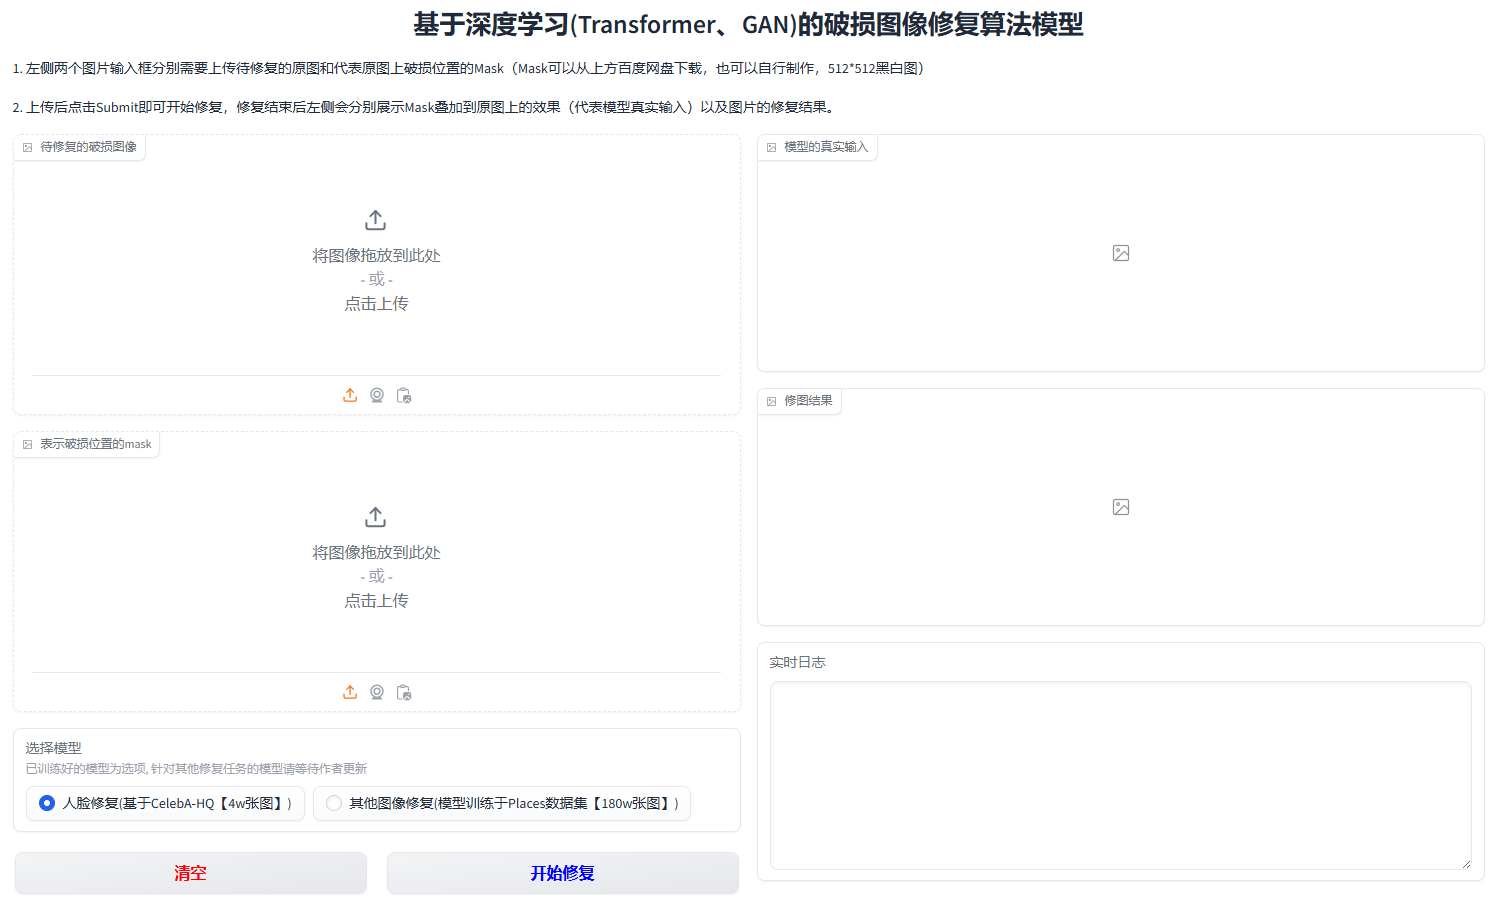 基于深度学习(Transformer、GAN)的破损图像修复算法模型
1. 左侧两个图片输入框分别需要上传待修复的原图和代表原图上破损位置的Mask（Mask可以从上方百度网盘下载，也可以自行制作，512*512黑白图）
2. 上传后点击Submit即可开始修复，修复结束后左侧会分别展示Mask叠加到原图上的效果（代表模型真实输入）以及图片的修复结果。
待修复的破损图像
将图像拖放到此处
- 或 -
点击上传
表示破损位置的mask
将图像拖放到此处
- 或 -
点击上传
选择模型
已训练好的模型为选项, 针对其他修复任务的模型请等待作者更新
人脸修复(基于CelebA-HQ【4w张图】)
其他图像修复(模型训练于Places数据集【180w张图】)
清空
开始修复
模型的真实输入
修图结果
实时日志